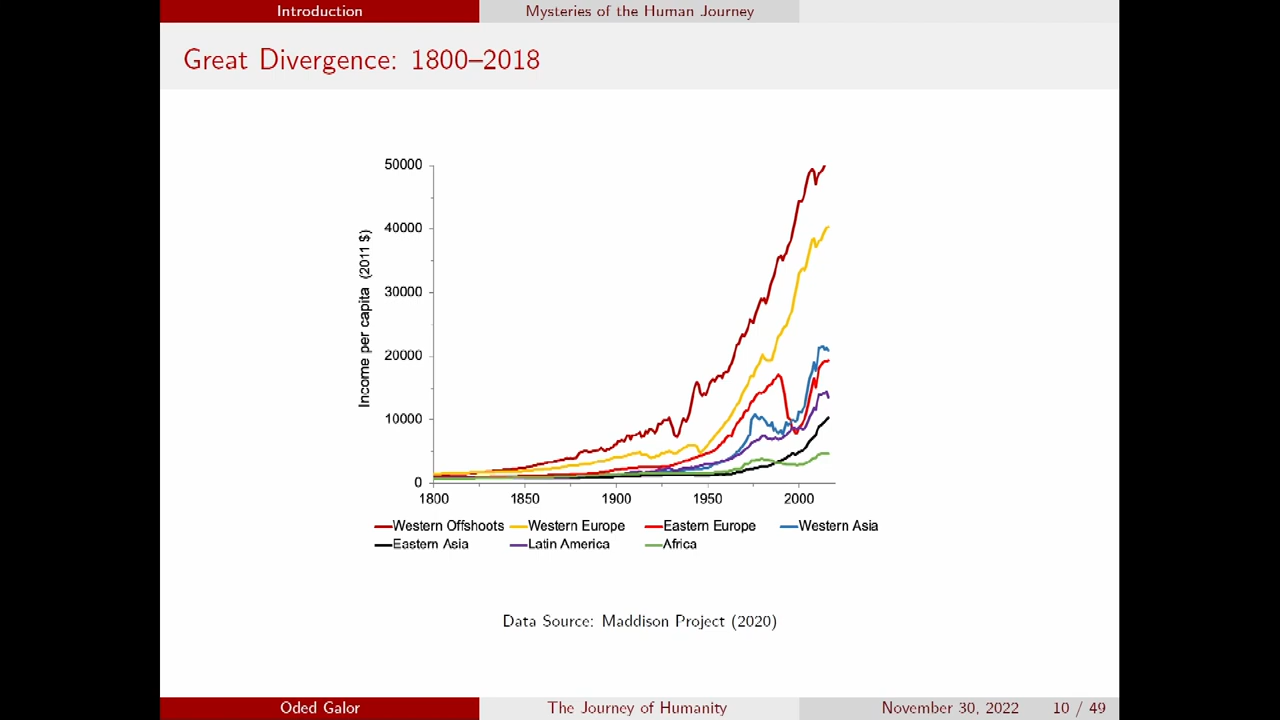 Introduction
Mysteries of the Human Journey
Great Divergence: 1800–2018
50000
40000
30000
20000
10000
0
Income per capita (2011 $)
1800 1850 1900 1950 2000
Western Offshoots Western Europe Eastern Europe Western Asia
Eastern Asia Latin America Africa
Data Source: Maddison Project (2020)
Oded Galor
The Journey of Humanity
November 30, 2022 10 / 49